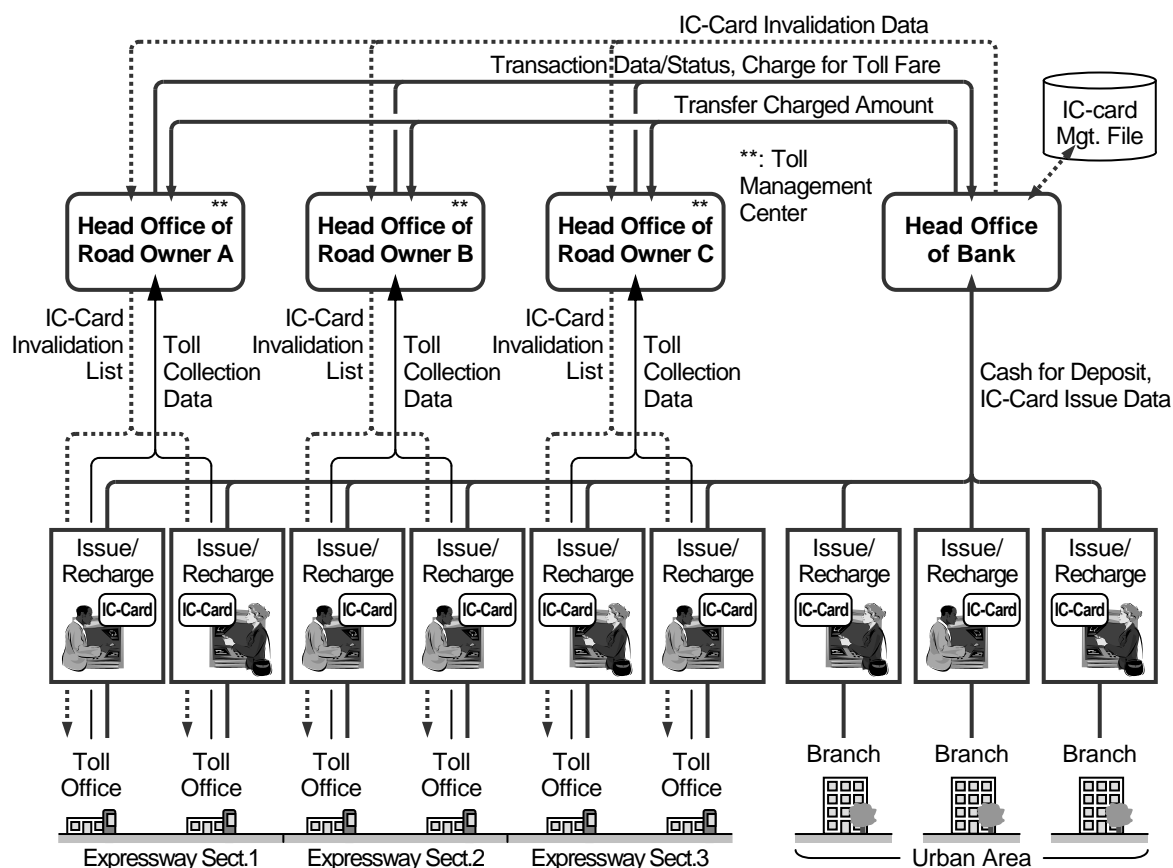 IC-Card Invalidation Data
Transaction Data/Status, Charge for Toll Fare
Transfer Charged Amount
IC-card
Mgt. File
**: Toll
Management
Center
**
Head Office of
Road Owner A
**
Head Office of
Road Owner B
**
Head Office of
Road Owner C
Head Office
of Bank
IC-Card
Invalidation
List
Toll
Collection
Data
IC-Card
Invalidation
List
Toll
Collection
Data
IC-Card
Invalidation
List
Toll
Collection
Data
Cash for Deposit,
IC-Card Issue Data
Issue/
Recharge
IC-Card
Issue/
Recharge
IC-Card
Issue/
Recharge
IC-Card
Issue/
Recharge
IC-Card
Issue/
Recharge
IC-Card
Issue/
Recharge
IC-Card
Issue/
Recharge
IC-Card
Issue/
Recharge
IC-Card
Issue/
Recharge
IC-Card
Toll
Office
Toll
Office
Toll
Office
Toll
Office
Toll
Office
Toll
Office
Branch
Branch
Branch
Expressway Sect.1
Expressway Sect.2
Expressway Sect.3
Urban Area